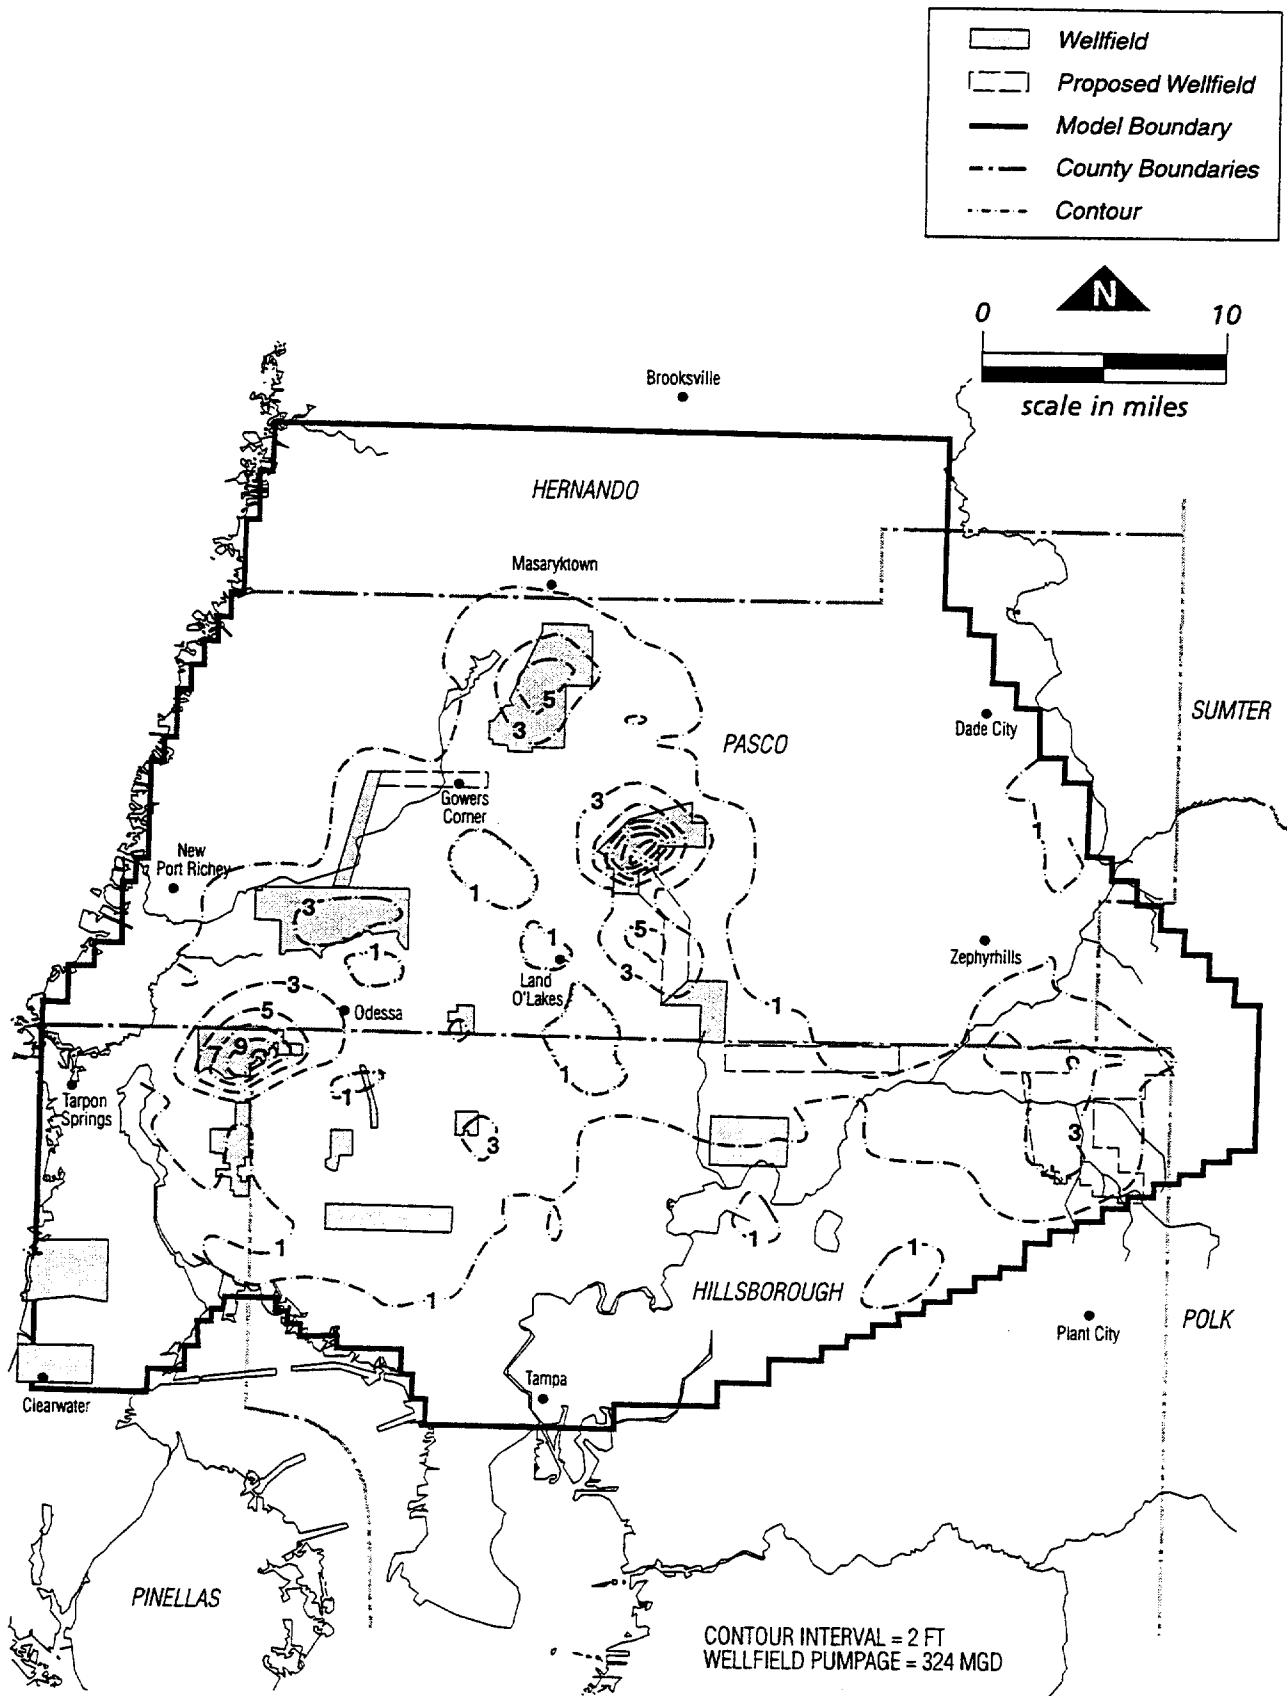 Wellfield
Proposed Wellfield
Model Boundary
County Boundaries
Contour
N
0
10
scale in miles
Brooksville
HERNANDO
Masaryktown
5
3
PASCO
Dade City
SUMTER
Gowers
Corner
3
1
New
Port Richey
1
3
5
1
1
3
Land
O'Lakes
Zephyrhills
3
1
5
Odessa
7
9
1
1
Tarpon
Springs
3
3
1
1
1
1
HILLSBOROUGH
Plant City
POLK
Tampa
Clearwater
PINELLAS
CONTOUR INTERVAL = 2 FT
WELLFIELD PUMPAGE = 324 MGD